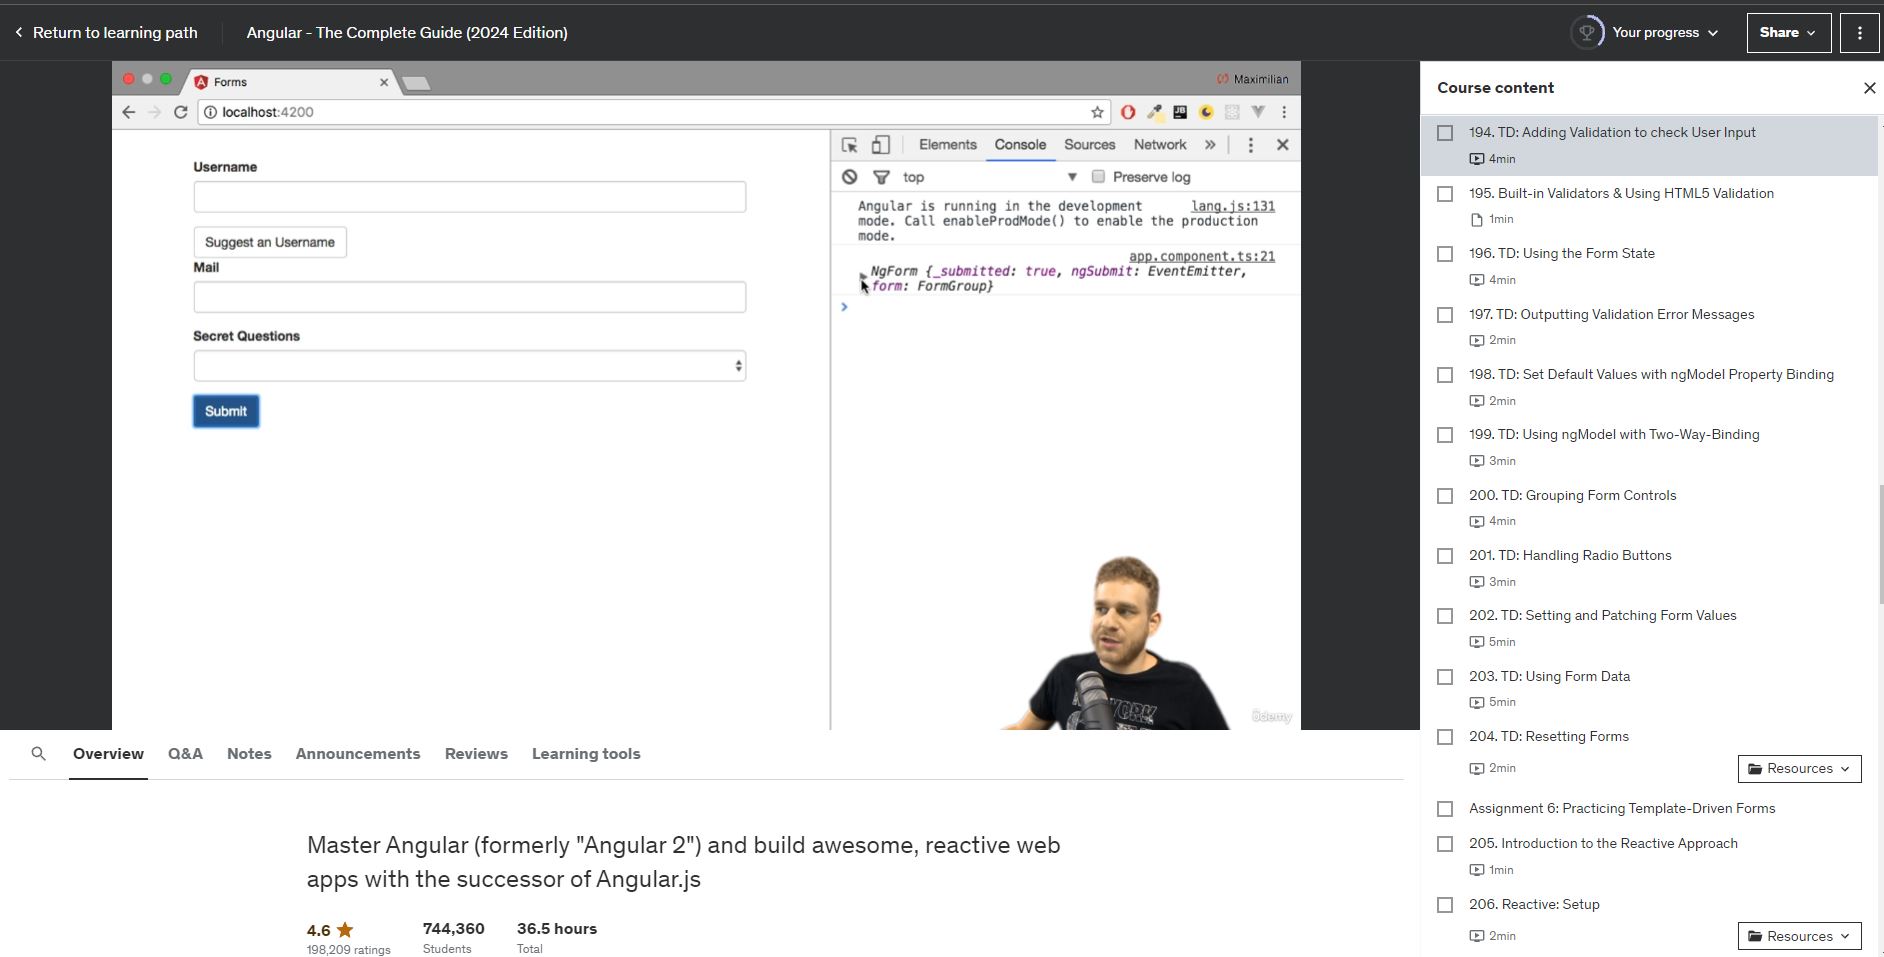 Return to learning path
Angular - The Complete Guide (2024 Edition)
Your progress
Share
Forms
Maximilian
localhost:4200
Username
Suggest an Username
Mail
Secret Questions
Submit
Elements Console Sources Network »
top
Preserve log
Angular is running in the development lang.js:131
mode. Call enableProdMode() to enable the production
mode.
app.component.ts:21
NgForm {_submitted: true, ngSubmit: EventEmitter,
form: FormGroup}
ûdemy
Overview Q&A Notes Announcements Reviews Learning tools
Master Angular (formerly "Angular 2") and build awesome, reactive web
apps with the successor of Angular.js
4.6 744,360 36.5 hours
198,209 ratings Students Total
Course content
194. TD: Adding Validation to check User Input
4min
195. Built-in Validators & Using HTML5 Validation
1min
196. TD: Using the Form State
4min
197. TD: Outputting Validation Error Messages
2min
198. TD: Set Default Values with ngModel Property Binding
2min
199. TD: Using ngModel with Two-Way-Binding
3min
200. TD: Grouping Form Controls
4min
201. TD: Handling Radio Buttons
3min
202. TD: Setting and Patching Form Values
5min
203. TD: Using Form Data
5min
204. TD: Resetting Forms
2min
Resources
Assignment 6: Practicing Template-Driven Forms
205. Introduction to the Reactive Approach
1min
206. Reactive: Setup
2min
Resources